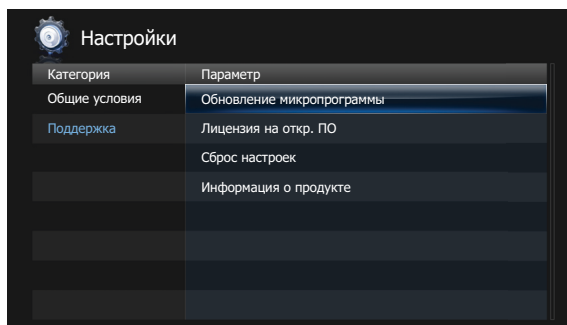 Настройки
Категория Параметр
Общие условия Обновление микропрограммы
Поддержка Лицензия на откр. ПО
Сброс настроек
Информация о продукте